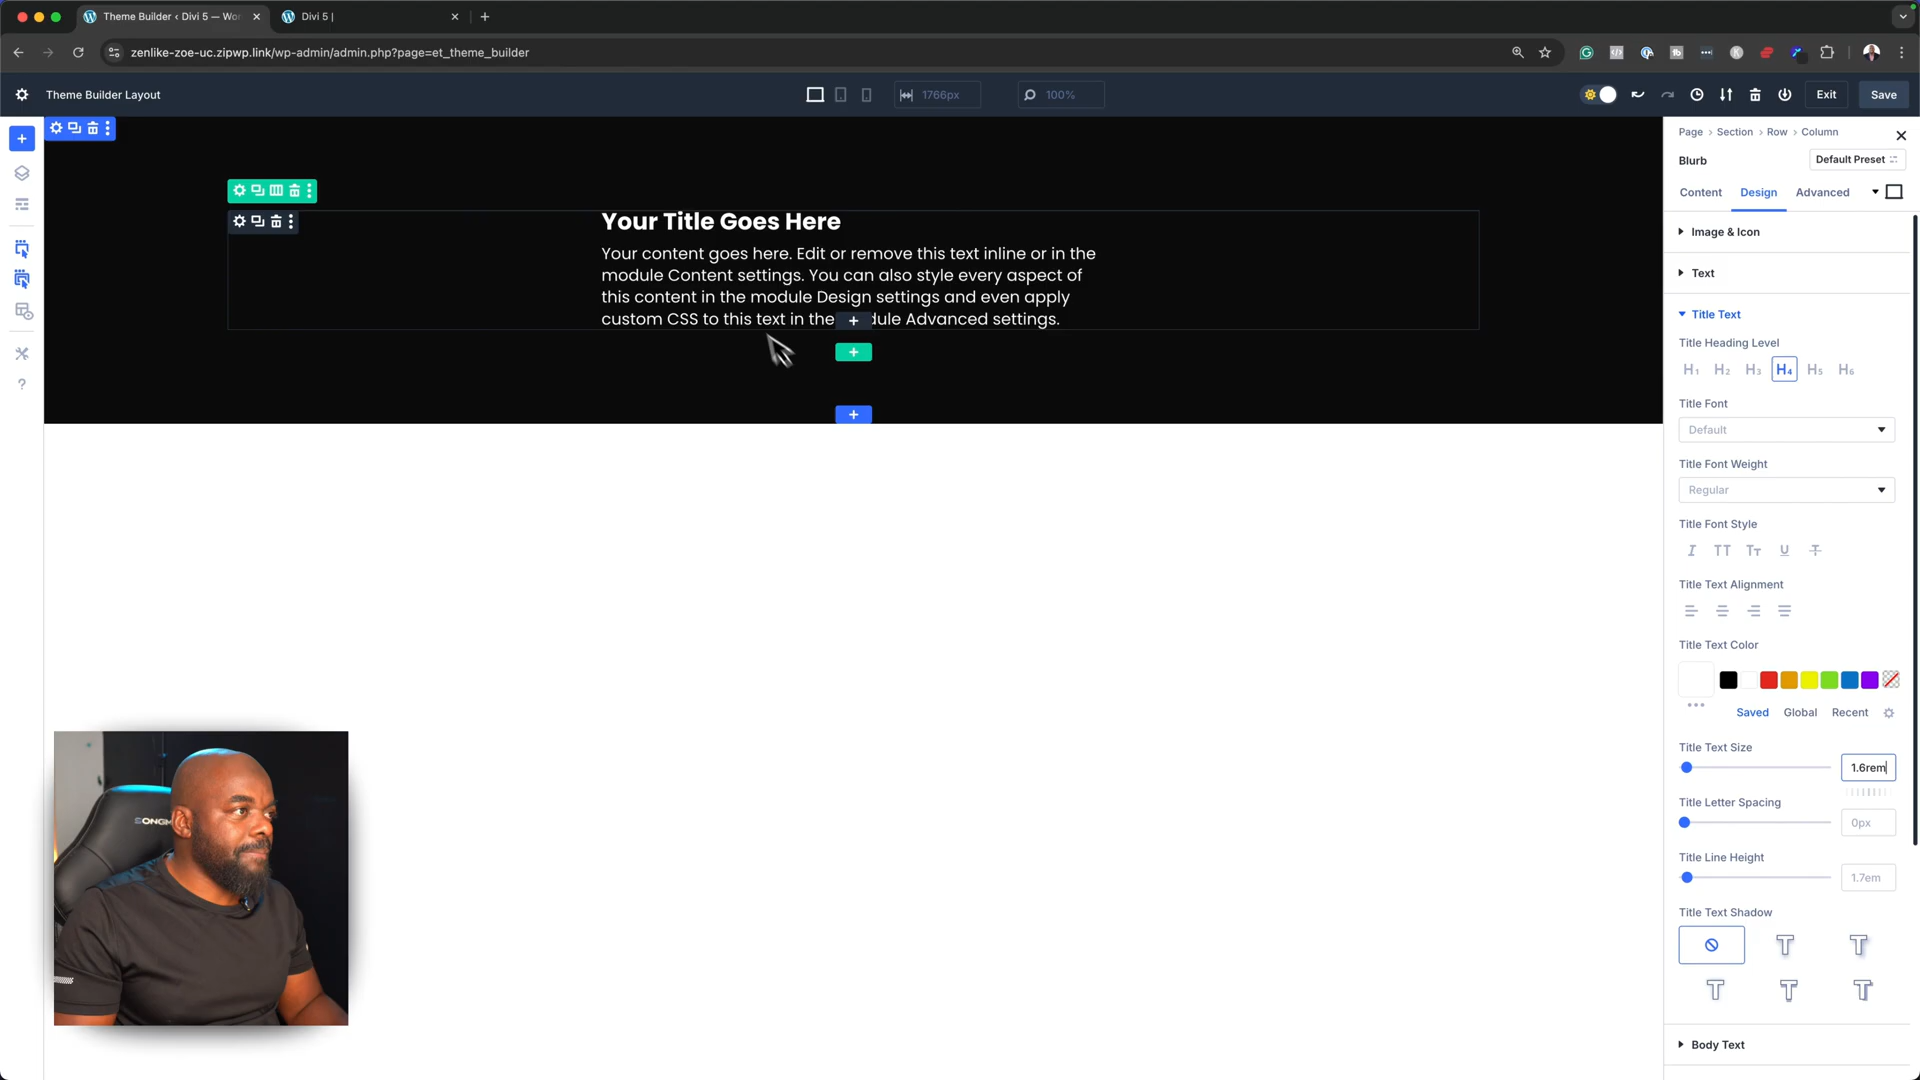 Theme Builder ‹ Divi 5 — Wor
Divi 5 |
zenlike-zoe-uc.zipwp.link/wp-admin/admin.php?page=et_theme_builder
Theme Builder Layout
1766px
100%
Exit
Save
Page > Section > Row > Column
Blurb
Default Preset
Content
Design
Advanced
Image & Icon
Text
Title Text
Title Heading Level
H1 H2 H3 H4 H5 H6
Title Font
Default
Title Font Weight
Regular
Title Font Style
I TT Tт U T
Title Text Alignment
Title Text Color
Saved Global Recent
Title Text Size
1.6rem
Title Letter Spacing
0px
Title Line Height
1.7em
Title Text Shadow
T T
T T T
Body Text
Your Title Goes Here
Your content goes here. Edit or remove this text inline or in the
module Content settings. You can also style every aspect of
this content in the module Design settings and even apply
custom CSS to this text in the dule Advanced settings.